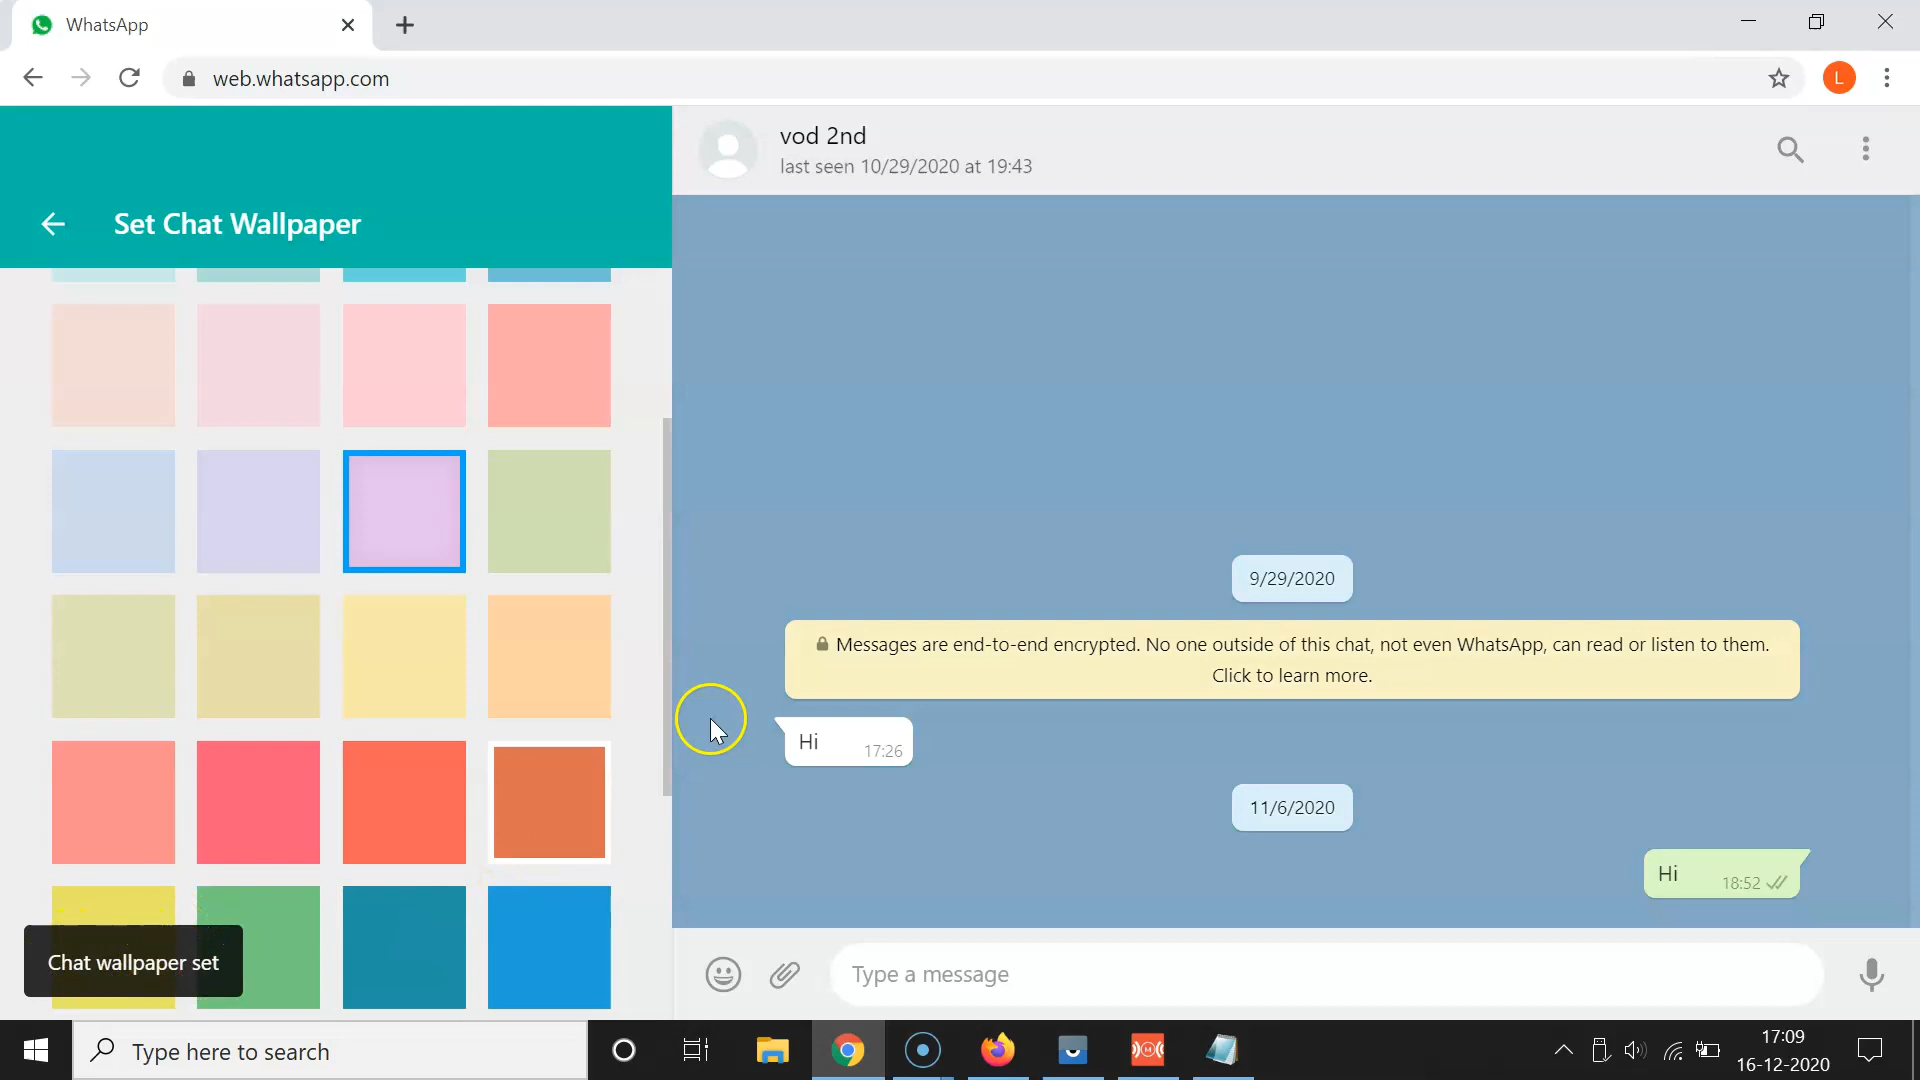 WhatsApp
web.whatsapp.com
L
Set Chat Wallpaper
vod 2nd
last seen 10/29/2020 at 19:43
9/29/2020
Messages are end-to-end encrypted. No one outside of this chat, not even WhatsApp, can read or listen to them.
Click to learn more.
Hi
17:26
11/6/2020
Hi
18:52
Chat wallpaper set
Type a message
Type here to search
17:09
16-12-2020